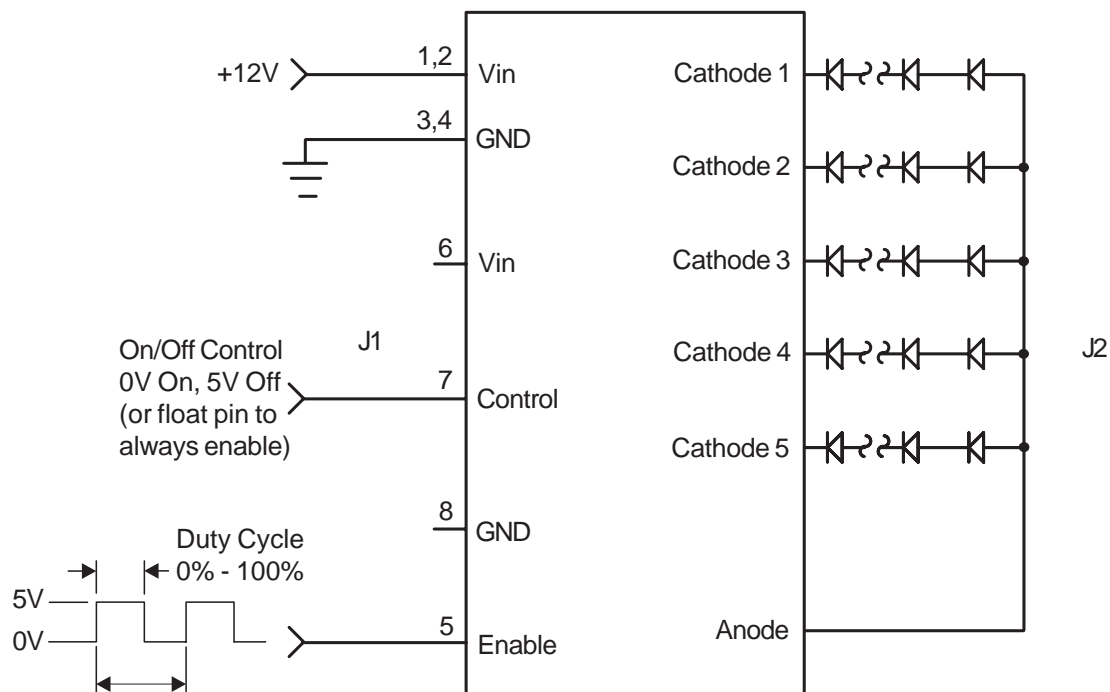 +12V
1,2
Vin
3,4
GND
6
Vin
J1
On/Off Control
0V On, 5V Off
(or float pin to
always enable)
7
Control
8
GND
Duty Cycle
0% - 100%
5V
0V
5
Enable
Cathode 1
Cathode 2
Cathode 3
Cathode 4
Cathode 5
Anode
J2